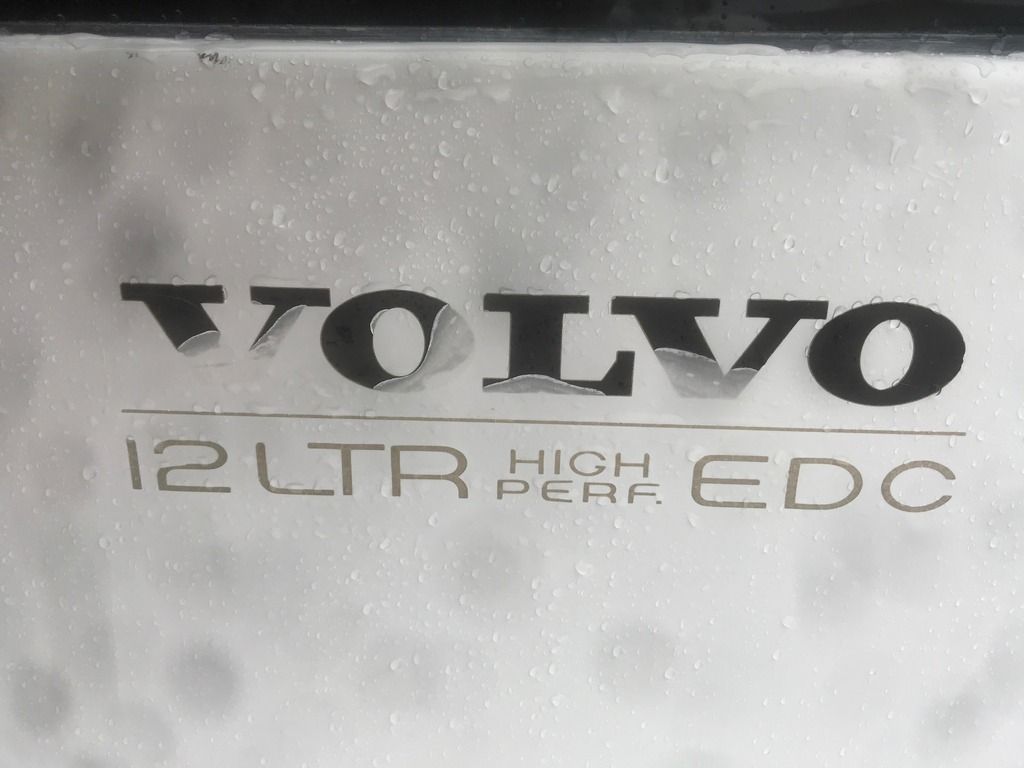 VOLVO
12 LTR HIGH PERF. EDC